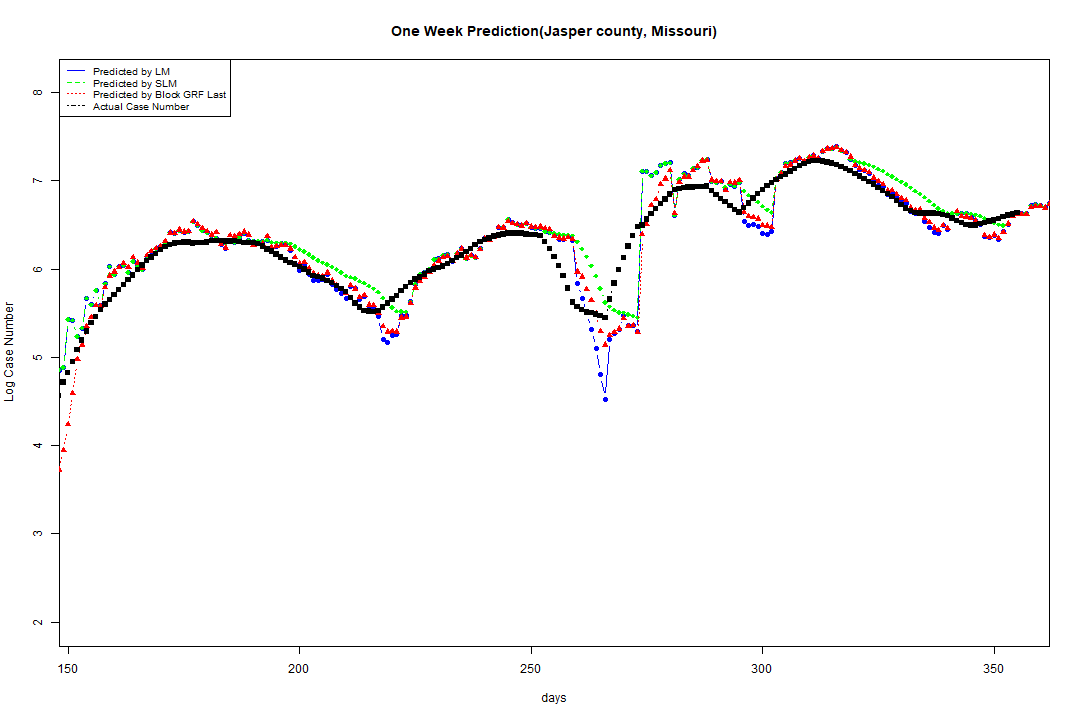 One Week Prediction(Jasper county, Missouri)
Predicted by LM
Predicted by SLM
Predicted by Block GRF Last
Actual Case Number
8
7
6
5
4
3
2
Log Case Number
150 200 250 300 350
days